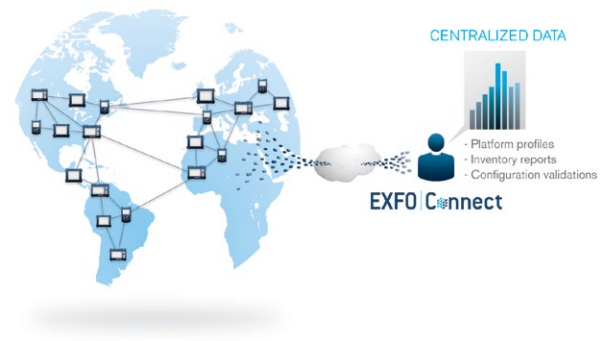 CENTRALIZED DATA
- Platform profiles
- Inventory reports
- Configuration validations
EXFO Connect